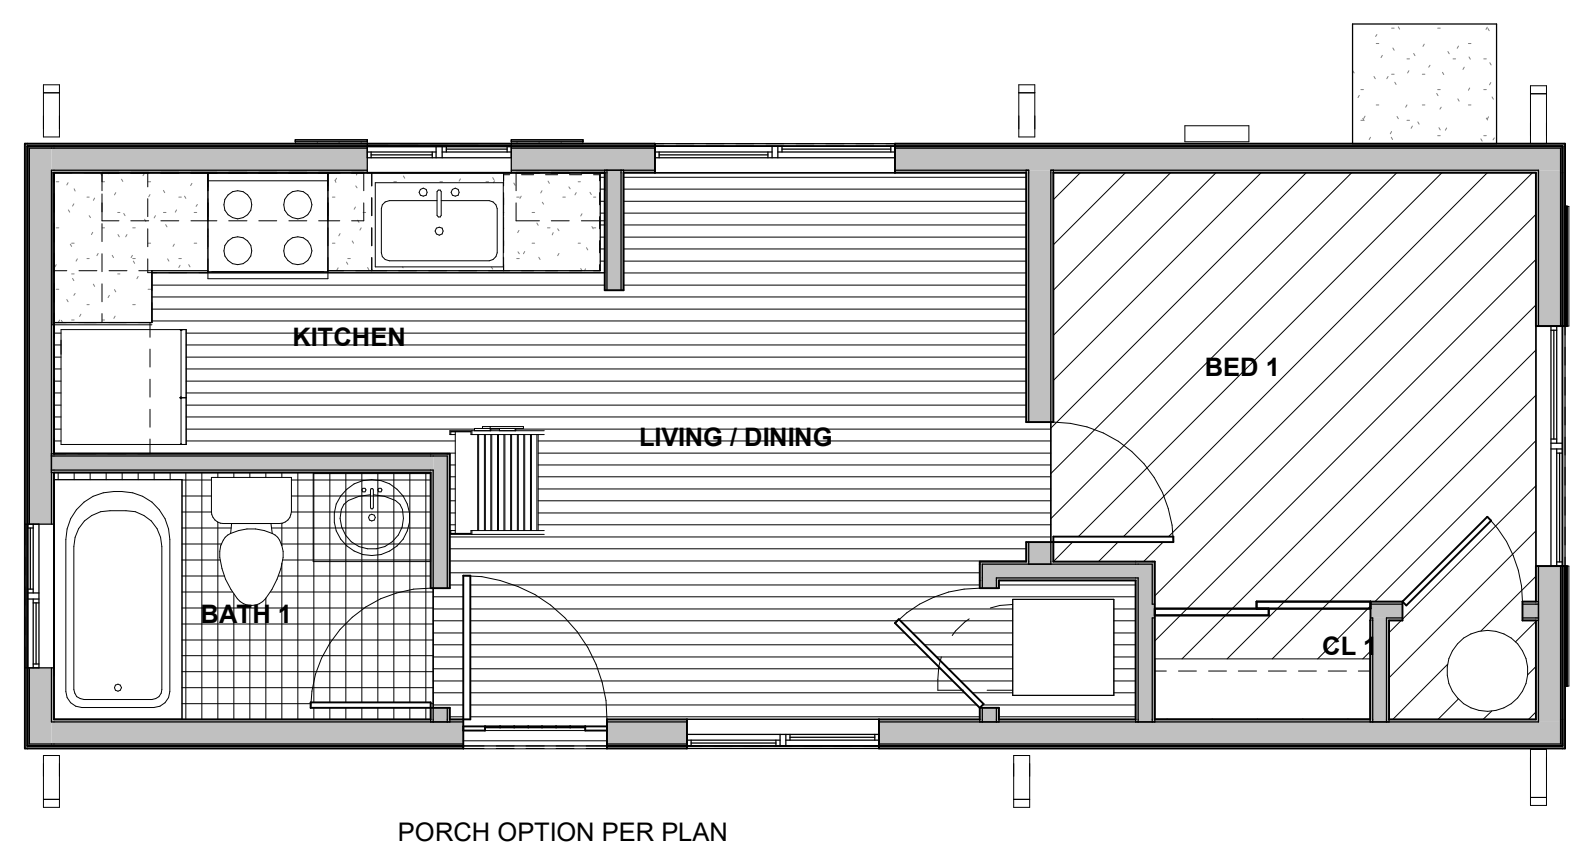 KITCHEN
BED 1
LIVING / DINING
BATH 1
CL 1
PORCH OPTION PER PLAN